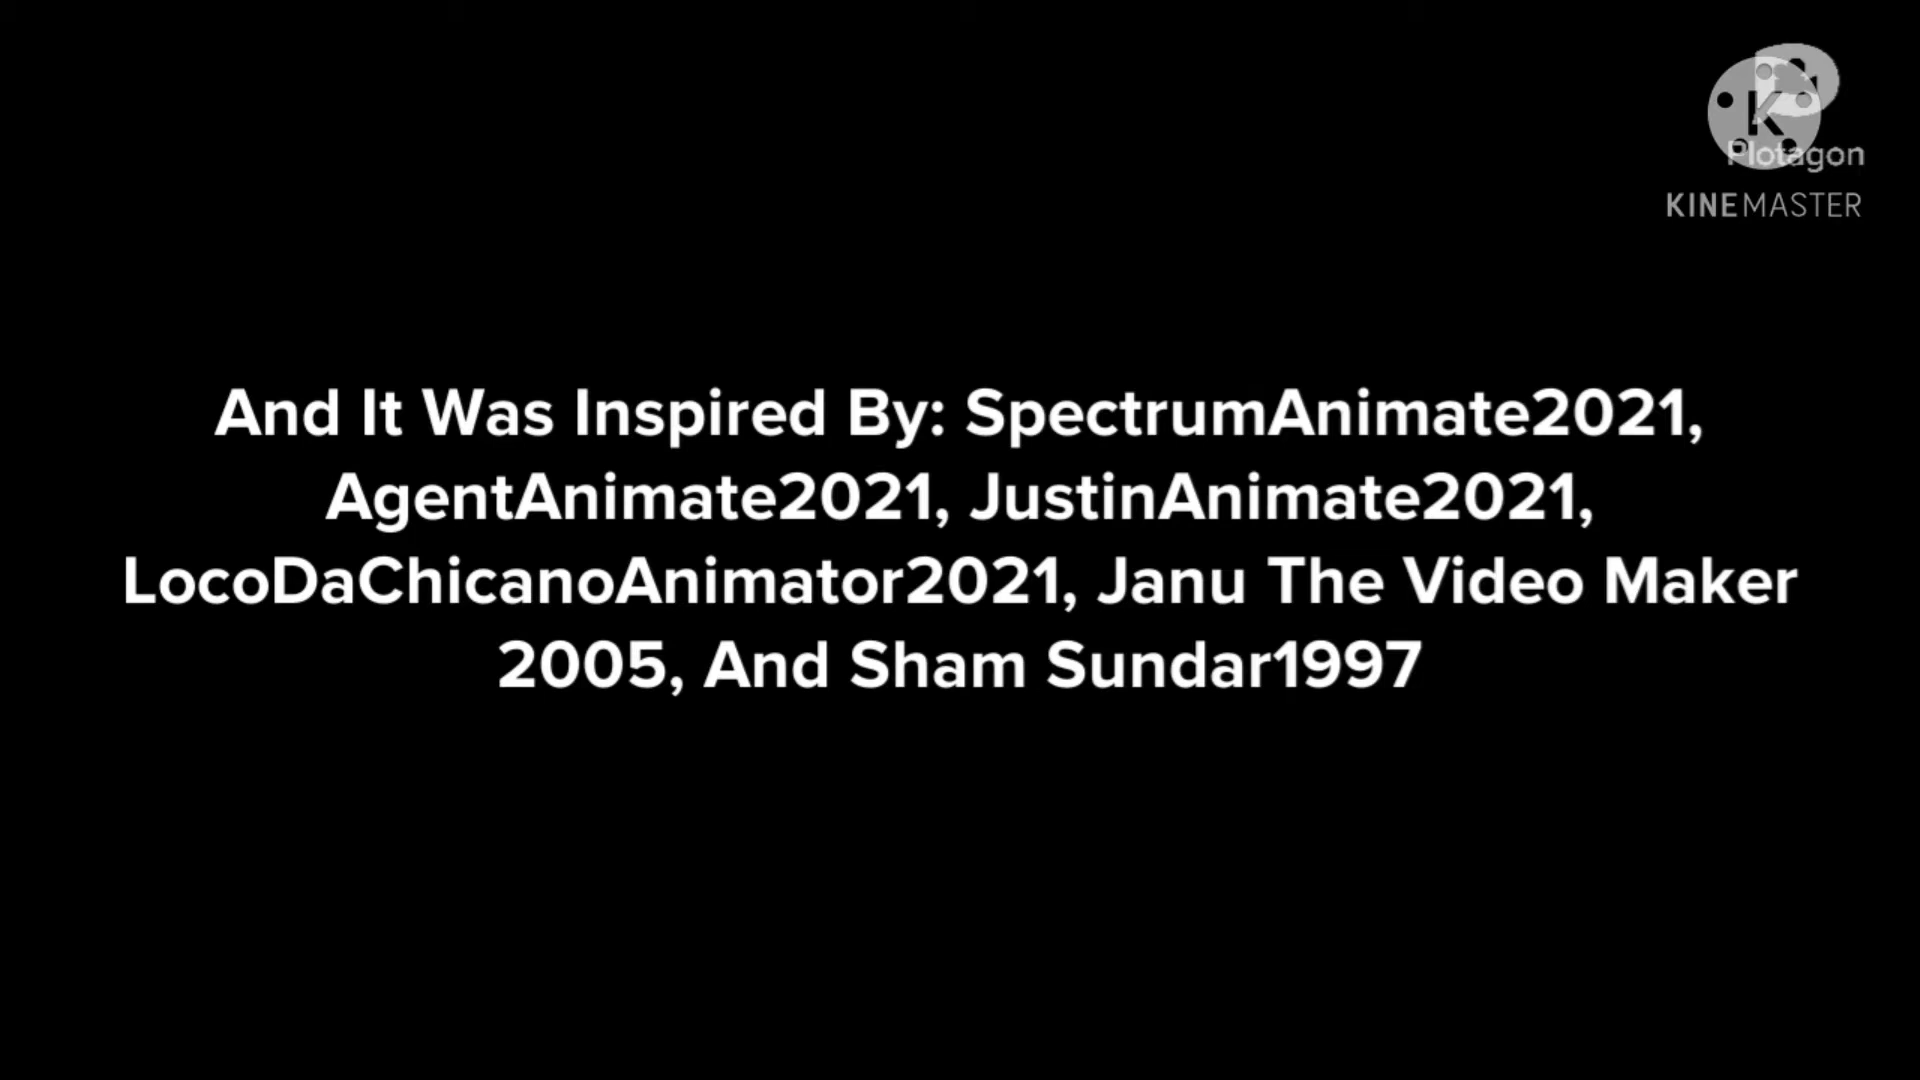 K
Plotagon
KINEMASTER
And It Was Inspired By: SpectrumAnimate2021,
AgentAnimate2021, JustinAnimate2021,
LocoDaChicanoAnimator2021, Janu The Video Maker
2005, And Sham Sundar1997